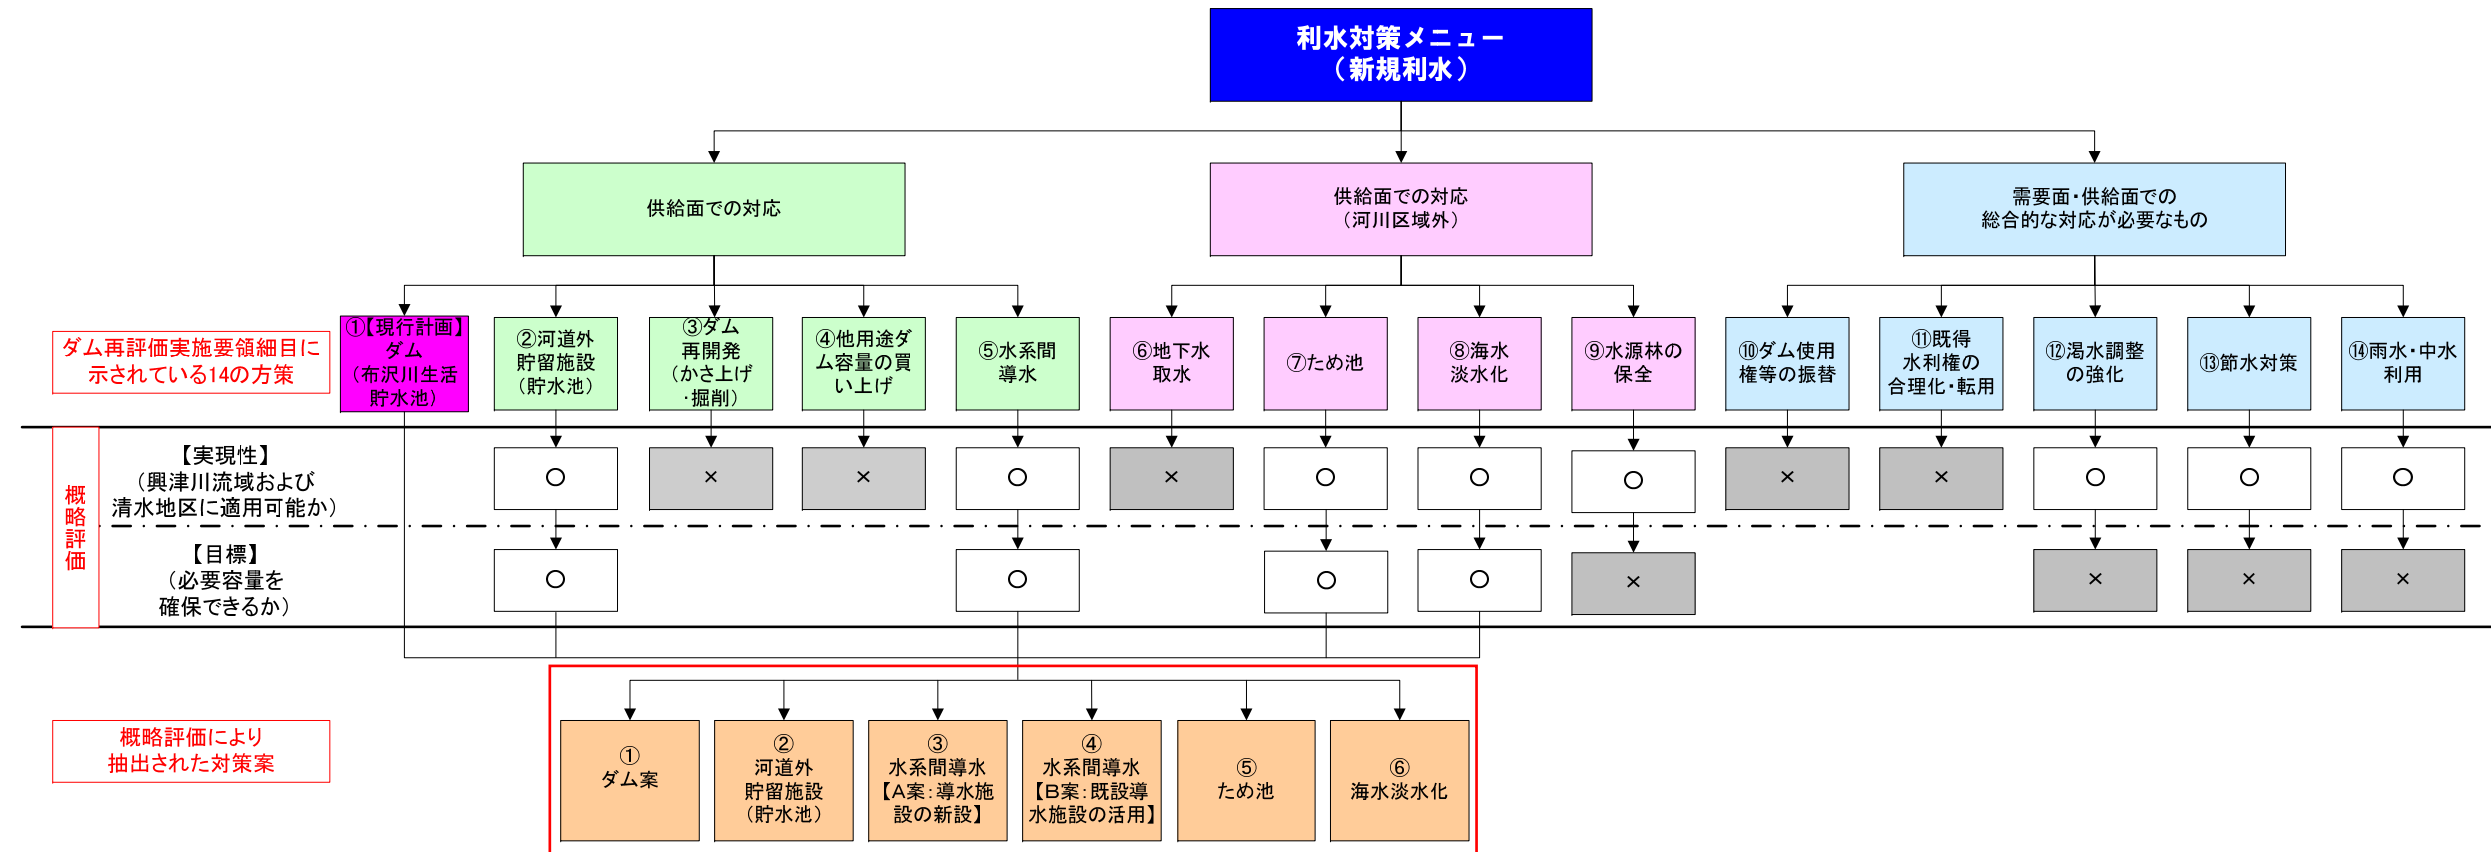 利水対策メニュー
（新規利水）
供給面での対応
供給面での対応
（河川区域外）
需要面・供給面での
総合的な対応が必要なもの
ダム再評価実施要領細目に
示されている14の方策
①【現行計画】
ダム
（布沢川生活
貯水池）
②河道外
貯留施設
（貯水池）
③ダム
再開発
（かさ上げ
・掘削）
④他用途ダ
ム容量の買
い上げ
⑤水系間
導水
⑥地下水
取水
⑦ため池
⑧海水
淡水化
⑨水源林の
保全
⑩ダム使用
権等の振替
⑪既得
水利権の
合理化・転用
⑫渇水調整
の強化
⑬節水対策
⑭雨水・中水
利用
概略評価
【実現性】
（興津川流域および
清水地区に適用可能か）
○
×
×
○
×
○
○
○
×
×
○
○
○
【目標】
（必要容量を
確保できるか）
○
○
○
○
×
×
×
×
概略評価により
抽出された対策案
①
ダム案
②
河道外
貯留施設
（貯水池）
③
水系間導水
【A案：導水施
設の新設】
④
水系間導水
【B案：既設導
水施設の活用】
⑤
ため池
⑥
海水淡水化